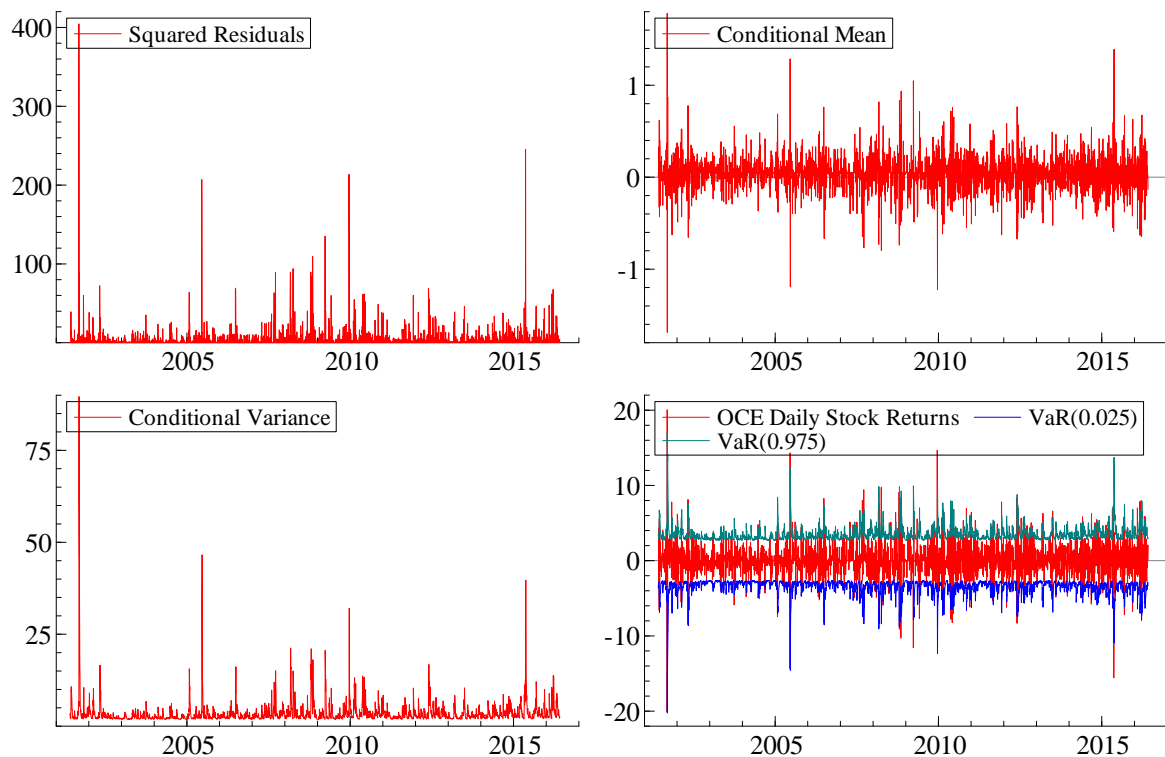 Squared Residuals
400
300
200
100
2005 2010 2015
Conditional Mean
1
0
-1
2005 2010 2015
Conditional Variance
75
50
25
2005 2010 2015
OCE Daily Stock Returns VaR(0.025)
VaR(0.975)
20
10
0
-10
-20
2005 2010 2015